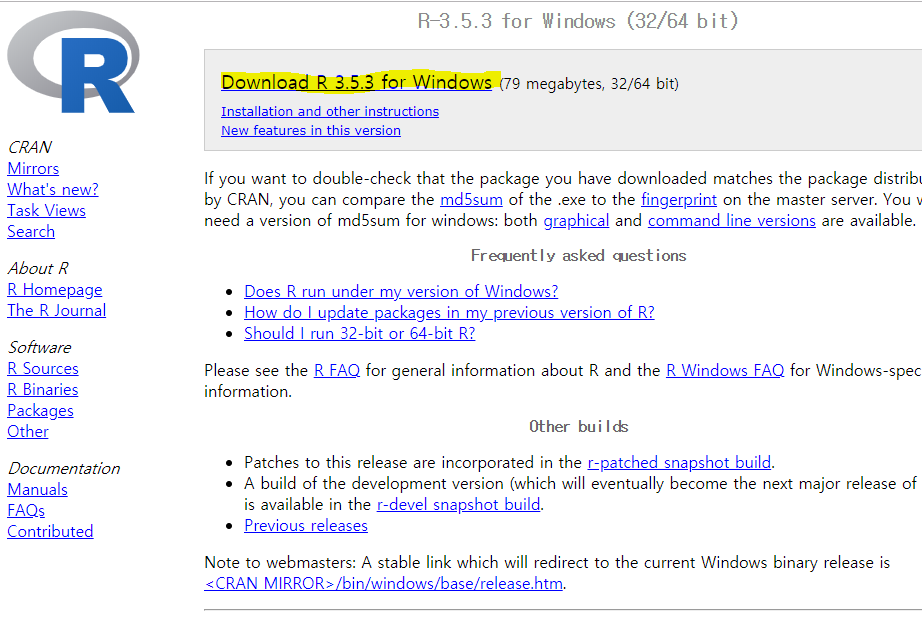 R-3.5.3 for Windows (32/64 bit)
R
Download R 3.5.3 for Windows (79 megabytes, 32/64 bit)
Installation and other instructions
New features in this version
CRAN
Mirrors
What's new?
Task Views
Search
About R
R Homepage
The R Journal
Software
R Sources
R Binaries
Packages
Other
Documentation
Manuals
FAQs
Contributed
If you want to double-check that the package you have downloaded matches the package distribu
by CRAN, you can compare the md5sum of the .exe to the fingerprint on the master server. You w
need a version of md5sum for windows: both graphical and command line versions are available.
Frequently asked questions
Does R run under my version of Windows?
How do I update packages in my previous version of R?
Should I run 32-bit or 64-bit R?
Please see the R FAQ for general information about R and the R Windows FAQ for Windows-spec
information.
Other builds
Patches to this release are incorporated in the r-patched snapshot build.
A build of the development version (which will eventually become the next major release of
is available in the r-devel snapshot build.
Previous releases
Note to webmasters: A stable link which will redirect to the current Windows binary release is
<CRAN MIRROR>/bin/windows/base/release.htm.